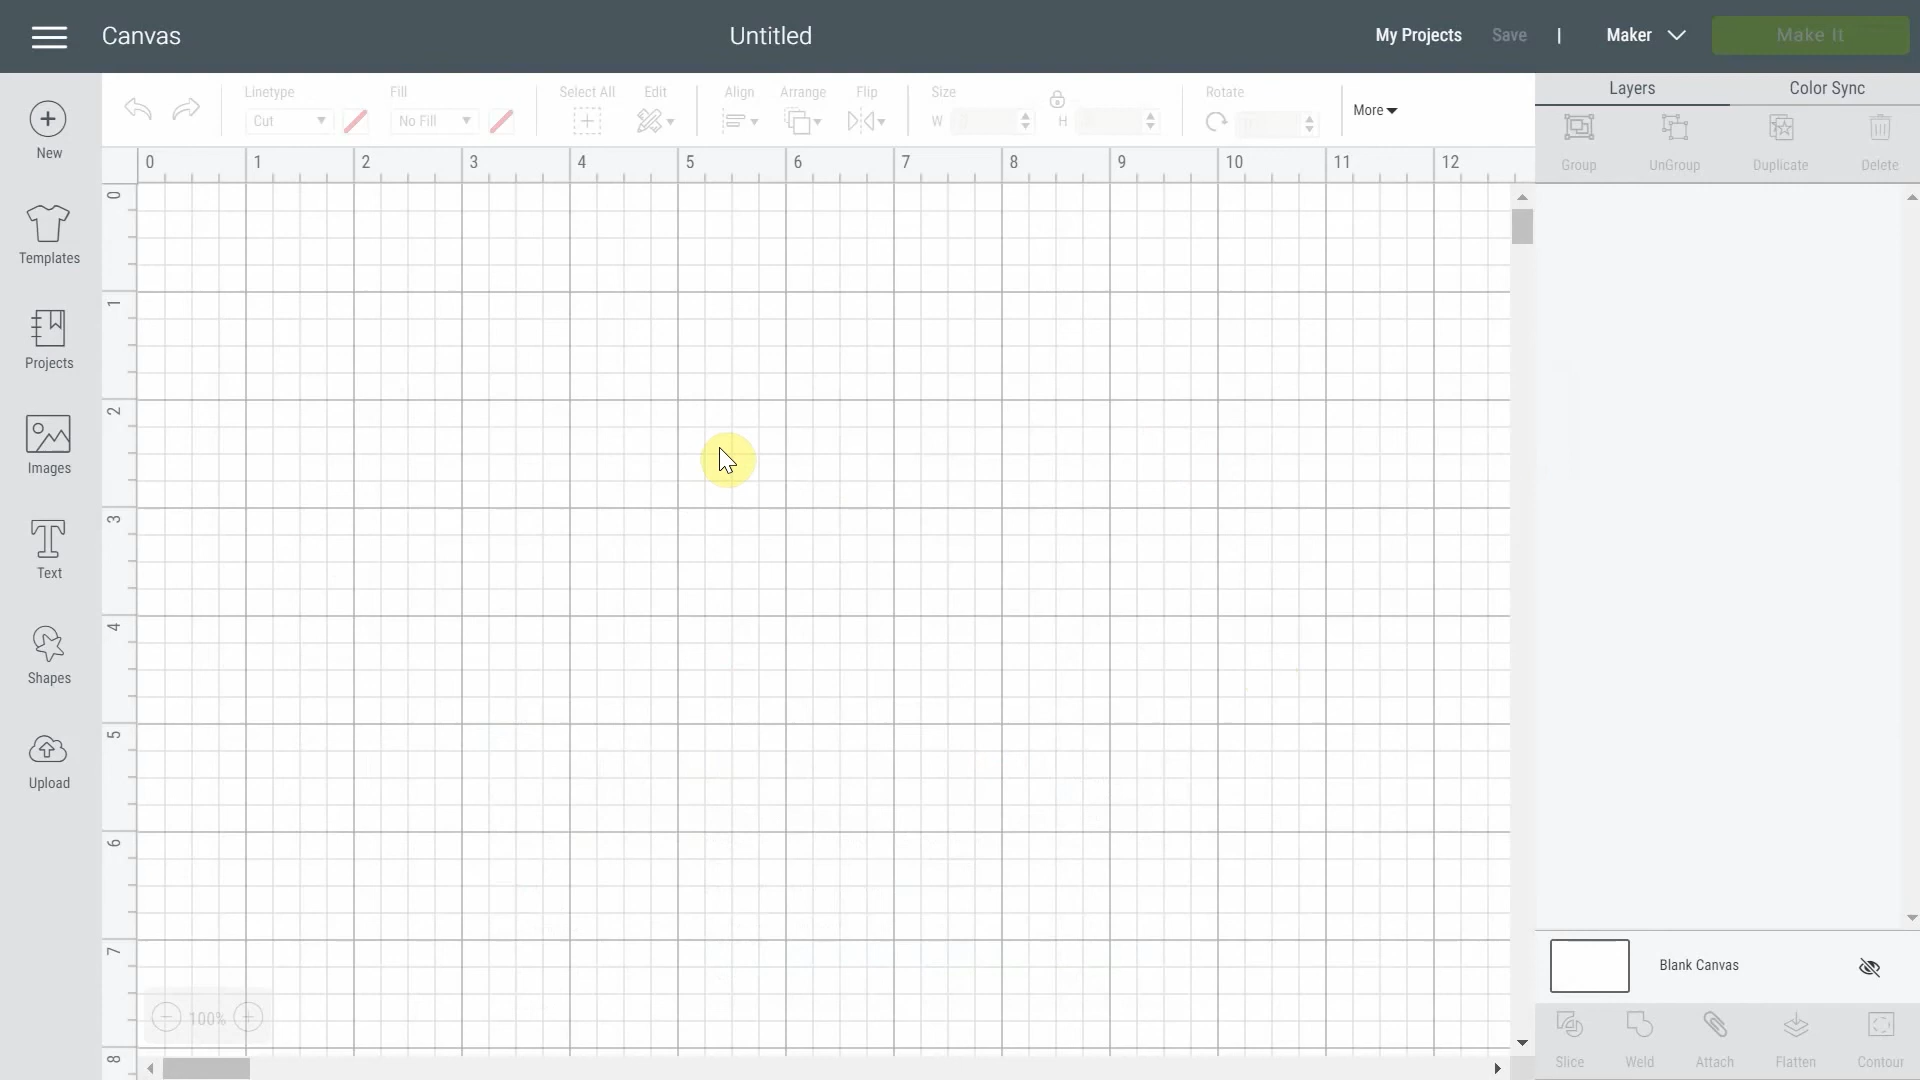 Canvas
Untitled
My Projects
Save
|
Maker
Make It
New
Templates
Projects
Images
Text
Shapes
Upload
Linetype
Cut
Fill
No Fill
Select All
Edit
Align
Arrange
Flip
Size
W
H
Rotate
More
0 1 2 3 4 5 6 7 8 9 10 11 12
0
1
2
3
4
5
6
7
8
100%
Layers
Color Sync
Group
UnGroup
Duplicate
Delete
Blank Canvas
Slice
Weld
Attach
Flatten
Contour